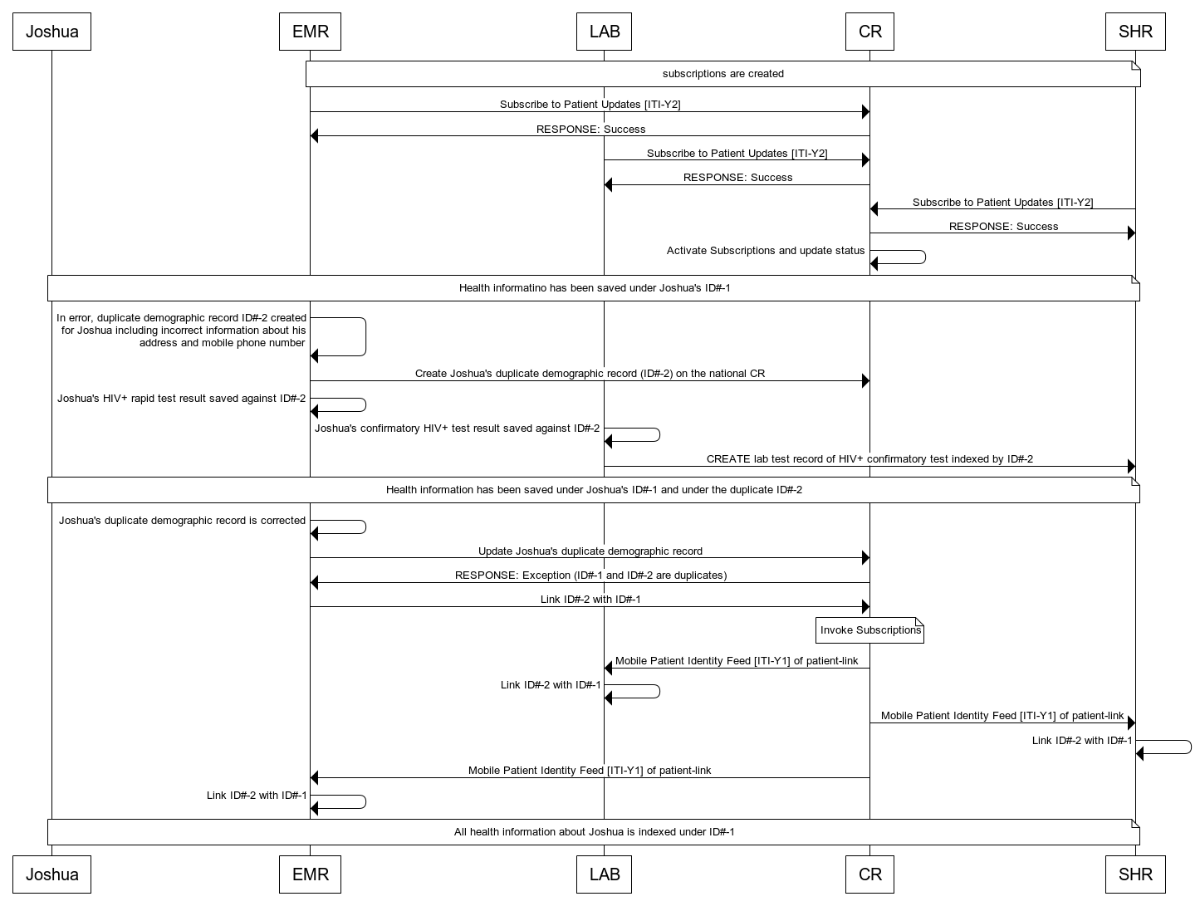 Joshua
EMR
LAB
CR
SHR
subscriptions are created
Subscribe to Patient Updates [ITI-Y2]
RESPONSE: Success
Subscribe to Patient Updates [ITI-Y2]
RESPONSE: Success
Subscribe to Patient Updates [ITI-Y2]
RESPONSE: Success
Activate Subscriptions and update status
Health informatino has been saved under Joshua's ID#-1
In error, duplicate demographic record ID#-2 created
for Joshua including incorrect information about his
address and mobile phone number
Create Joshua's duplicate demographic record (ID#-2) on the national CR
Joshua's HIV+ rapid test result saved against ID#-2
Joshua's confirmatory HIV+ test result saved against ID#-2
CREATE lab test record of HIV+ confirmatory test indexed by ID#-2
Health information has been saved under Joshua's ID#-1 and under the duplicate ID#-2
Joshua's duplicate demographic record is corrected
Update Joshua's duplicate demographic record
RESPONSE: Exception (ID#-1 and ID#-2 are duplicates)
Link ID#-2 with ID#-1
Invoke Subscriptions
Mobile Patient Identity Feed [ITI-Y1] of patient-link
Link ID#-2 with ID#-1
Mobile Patient Identity Feed [ITI-Y1] of patient-link
Link ID#-2 with ID#-1
Mobile Patient Identity Feed [ITI-Y1] of patient-link
Link ID#-2 with ID#-1
All health information about Joshua is indexed under ID#-1
Joshua
EMR
LAB
CR
SHR